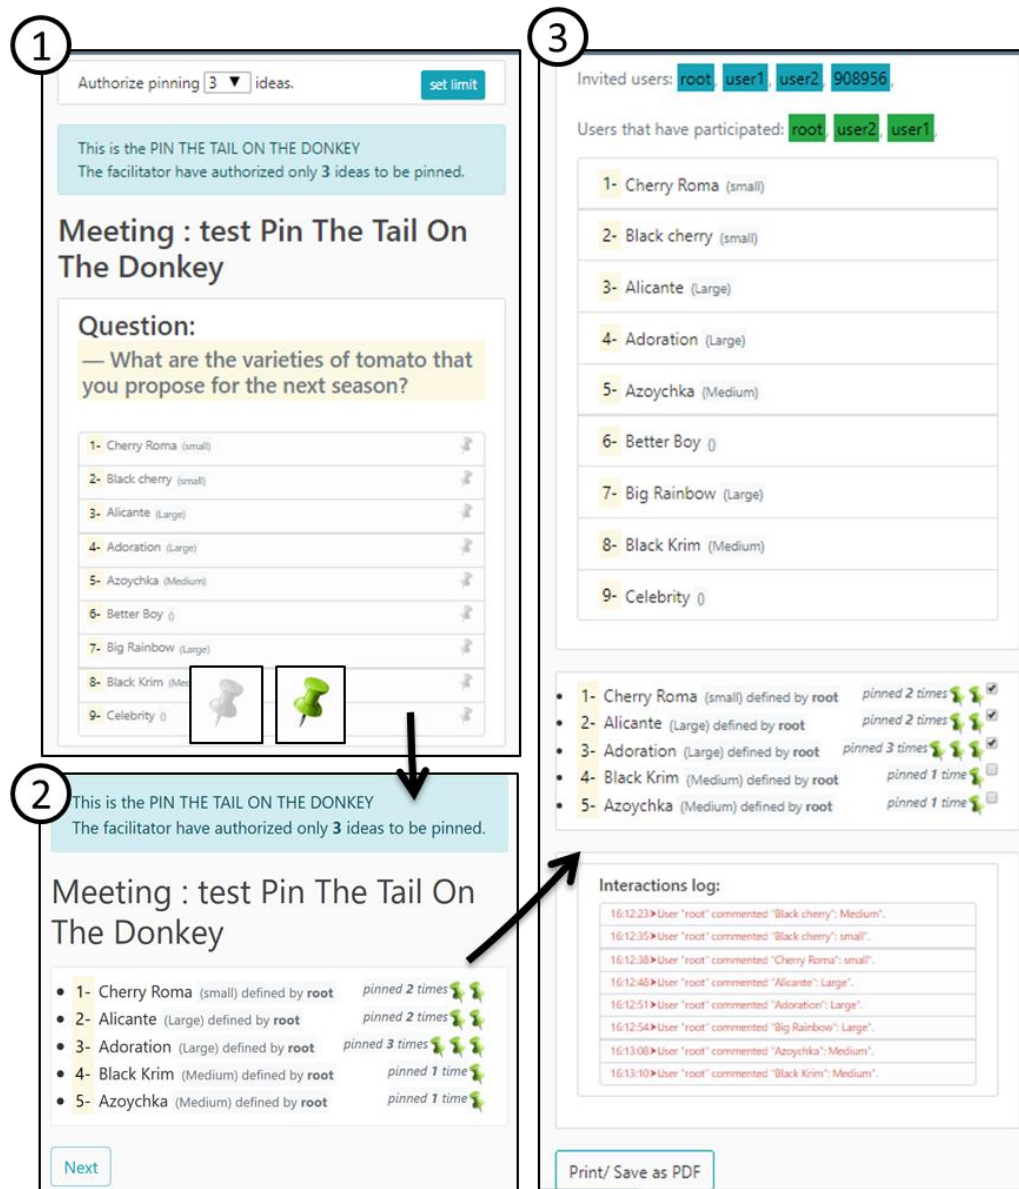 1
Authorize pinning 3 ▼ ideas.
set limit
This is the PIN THE TAIL ON THE DONKEY
The facilitator have authorized only 3 ideas to be pinned.
Meeting : test Pin The Tail On
The Donkey
Question:
— What are the varieties of tomato that
you propose for the next season?
1- Cherry Roma (small)
2- Black cherry (small)
3- Alicante (Large)
4- Adoration (Large)
5- Azoychka (Medium)
6- Better Boy ()
7- Big Rainbow (Large)
8- Black Krim (Med
9- Celebrity ()
2
This is the PIN THE TAIL ON THE DONKEY
The facilitator have authorized only 3 ideas to be pinned.
Meeting : test Pin The Tail On
The Donkey
• 1- Cherry Roma (small) defined by root pinned 2 times
• 2- Alicante (Large) defined by root pinned 2 times
• 3- Adoration (Large) defined by root pinned 3 times
• 4- Black Krim (Medium) defined by root pinned 1 time
• 5- Azoychka (Medium) defined by root pinned 1 time
Next
3
Invited users: root, user1, user2, 908956,
Users that have participated: root, user2, user1,
1- Cherry Roma (small)
2- Black cherry (small)
3- Alicante (Large)
4- Adoration (Large)
5- Azoychka (Medium)
6- Better Boy ()
7- Big Rainbow (Large)
8- Black Krim (Medium)
9- Celebrity ()
• 1- Cherry Roma (small) defined by root pinned 2 times
• 2- Alicante (Large) defined by root pinned 2 times
• 3- Adoration (Large) defined by root pinned 3 times
• 4- Black Krim (Medium) defined by root pinned 1 time
• 5- Azoychka (Medium) defined by root pinned 1 time
Interactions log:
16:12:23➤User "root" commented "Black cherry": Medium".
16:12:35➤User "root" commented "Black cherry": small".
16:12:38➤User "root" commented "Cherry Roma": small".
16:12:48➤User "root" commented "Alicante": Large".
16:12:51➤User "root" commented "Adoration": Large".
16:12:54➤User "root" commented "Big Rainbow": Large".
16:13:08➤User "root" commented "Azoychka": Medium".
16:13:10➤User "root" commented "Black Krim": Medium".
Print/ Save as PDF